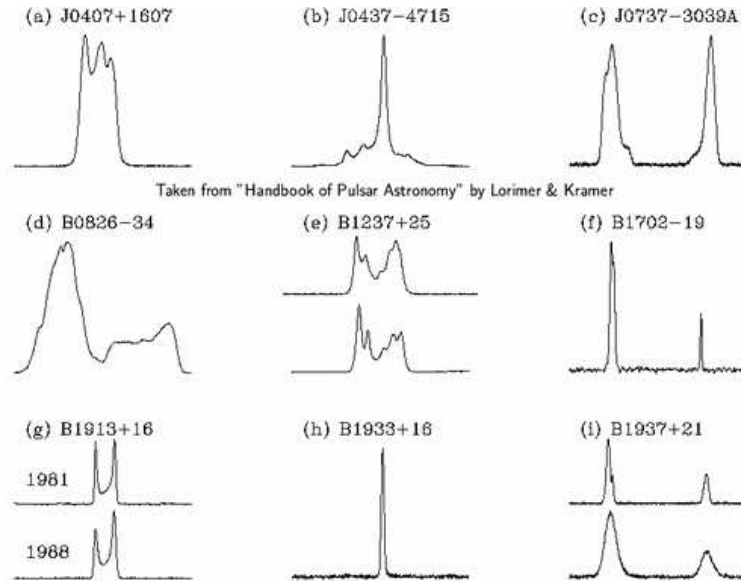 (a) J0407+1607
(b) J0437−4715
(c) J0737−3039A
Taken from "Handbook of Pulsar Astronomy" by Lorimer & Kramer
(d) B0826−34
(e) B1237+25
(f) B1702−19
(g) B1913+16
1981
1988
(h) B1933+16
(i) B1937+21